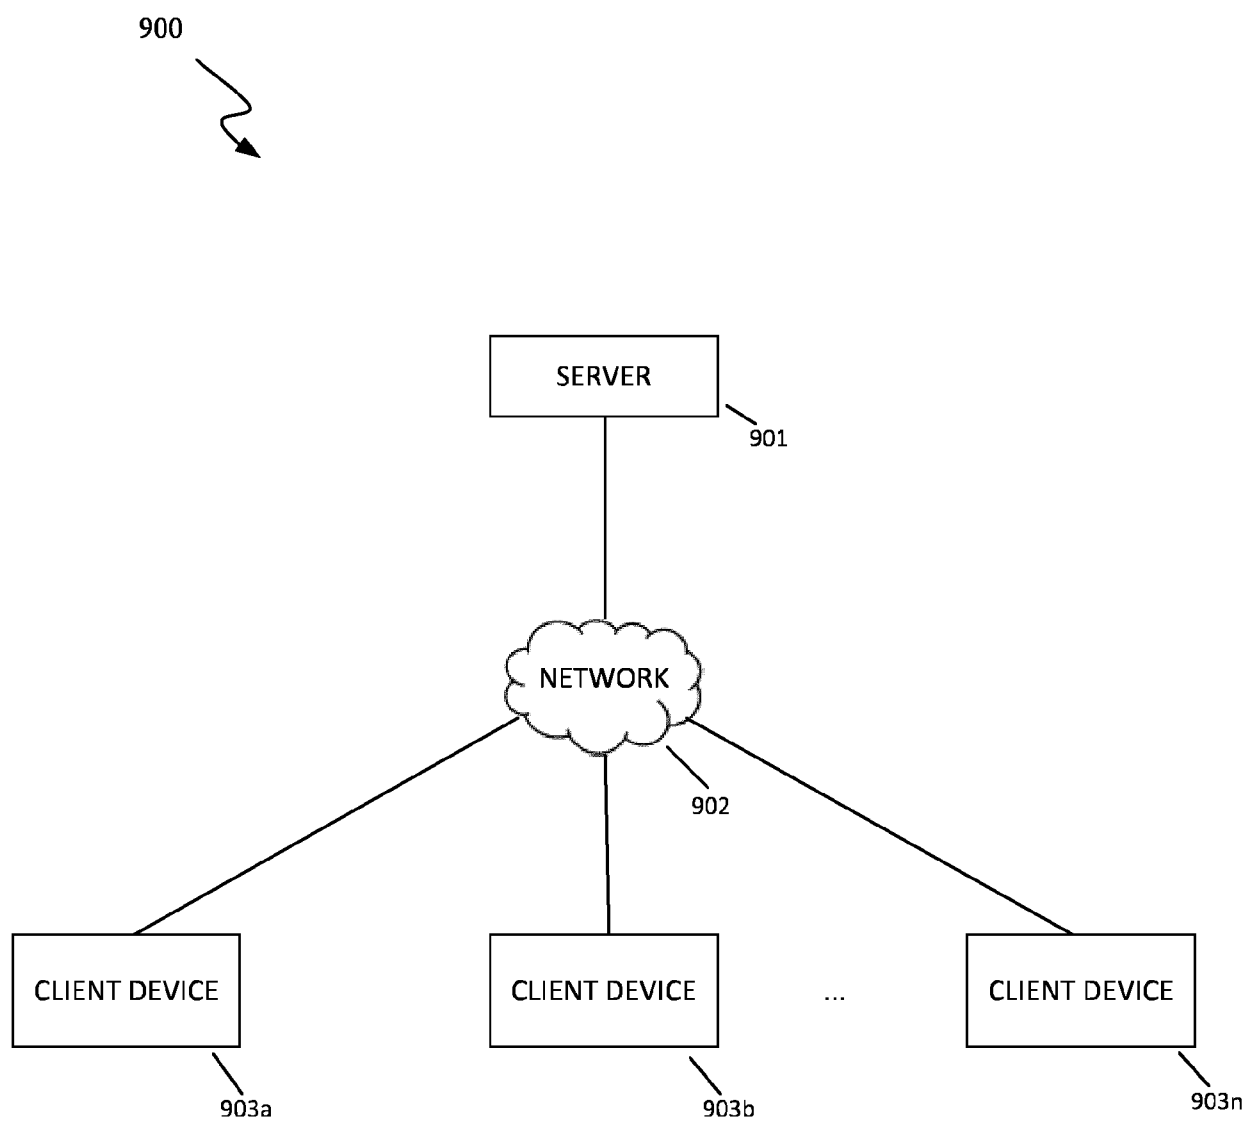 900
SERVER
901
NETWORK
902
CLIENT DEVICE
CLIENT DEVICE
...
CLIENT DEVICE
903a
903b
903n